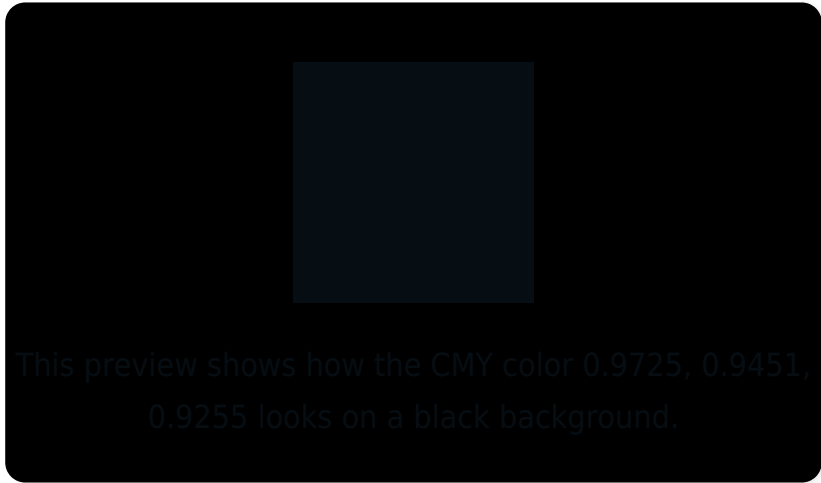 This preview shows how the CMY color 0.9725, 0.9451,
0.9255 looks on a black background.